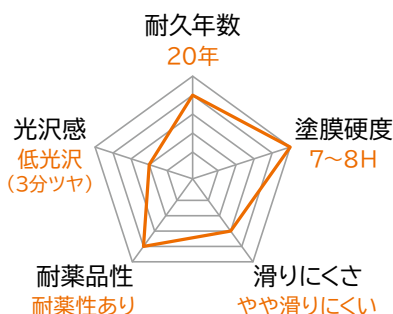 耐久年数
20年
光沢感
低光沢
(3分ツヤ)
塗膜硬度
7〜8H
耐薬品性
耐薬性あり
滑りにくさ
やや滑りにくい